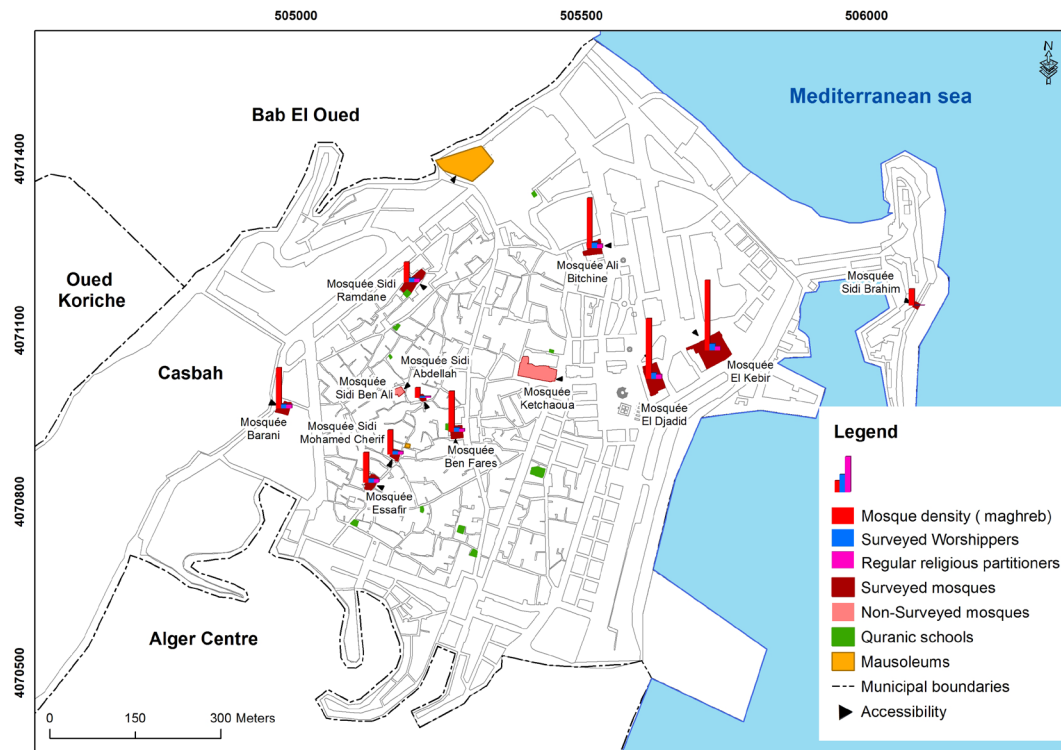 505000
505500
506000
N
4071400
4071100
4070800
4070500
Mediterranean sea
Bab El Oued
Oued
Koriche
Casbah
Alger Centre
Mosquée Ali
Bitchine
Mosquée
Sidi Brahim
Mosquée Sidi
Ramdane
Mosquée
El Kebir
Mosquée Sidi
Abdellah
Mosquée
Sidi Ben Ali
Mosquée
Ketchaoua
Mosquée
El Djadid
Mosquée
Barani
Mosquée Sidi
Mohamed Cherif
Mosquée
Ben Fares
Mosquée
Essafir
Legend
Mosque density ( maghreb)
Surveyed Worshippers
Regular religious partitioners
Surveyed mosques
Non-Surveyed mosques
Quranic schools
Mausoleums
Municipal boundaries
Accessibility
0 150 300 Meters